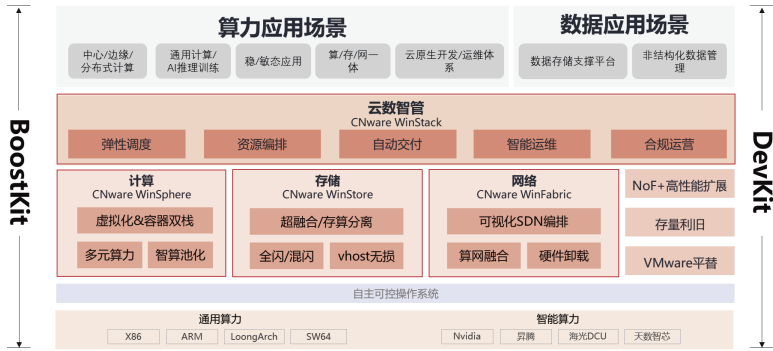 算力应用场景
数据应用场景
中心/边缘/
分布式计算
通用计算/
AI推理训练
稳/敏态应用
算/存/网一
体
云原生开发/运维体
系
数据存储支撑平台
非结构化数据管
理
BoostKit
DevKit
云数智管
CNware WinStack
弹性调度
资源编排
自动交付
智能运维
合规运营
计算
CNware WinSphere
虚拟化&容器双栈
多元算力
智算池化
存储
CNware WinStore
超融合/存算分离
全闪/混闪
vhost无损
网络
CNware WinFabric
可视化SDN编排
算网融合
硬件卸载
NoF+高性能扩展
存量利旧
VMware平替
自主可控操作系统
通用算力
X86
ARM
LoongArch
SW64
智能算力
Nvidia
昇腾
海光DCU
天数智芯